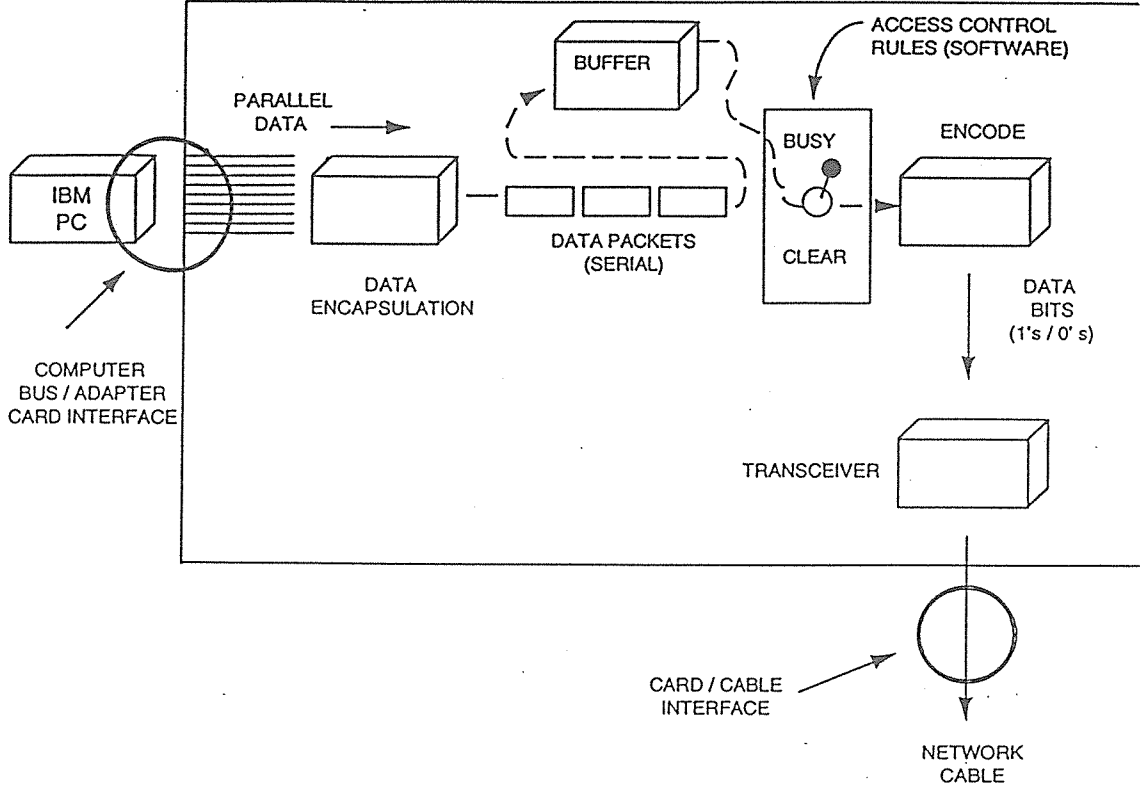 ACCESS CONTROL
RULES (SOFTWARE)
BUFFER
PARALLEL
DATA
BUSY
ENCODE
IBM
PC
DATA PACKETS
(SERIAL)
CLEAR
DATA
ENCAPSULATION
DATA
BITS
(1's / 0' s)
COMPUTER
BUS / ADAPTER
CARD INTERFACE
TRANSCEIVER
CARD / CABLE
INTERFACE
NETWORK
CABLE